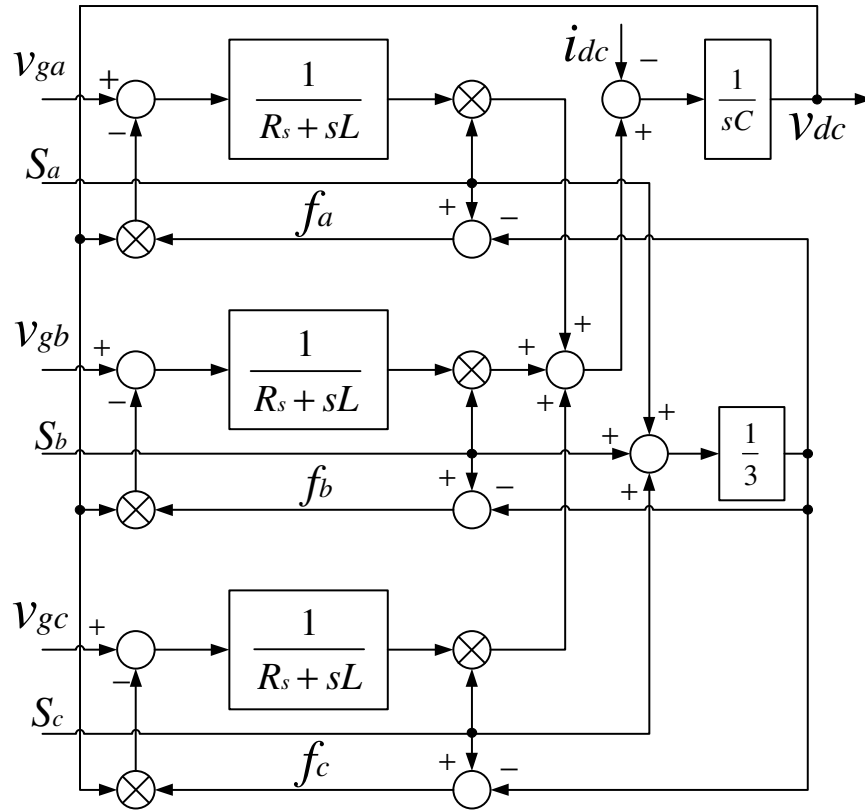 v_ga + − 1 / (R_s + sL) i_dc − + 1 / (sC) v_dc
S_a f_a + −
v_gb + − 1 / (R_s + sL) + + +
S_b f_b + − + + + 1 / 3
v_gc + − 1 / (R_s + sL)
S_c f_c + −